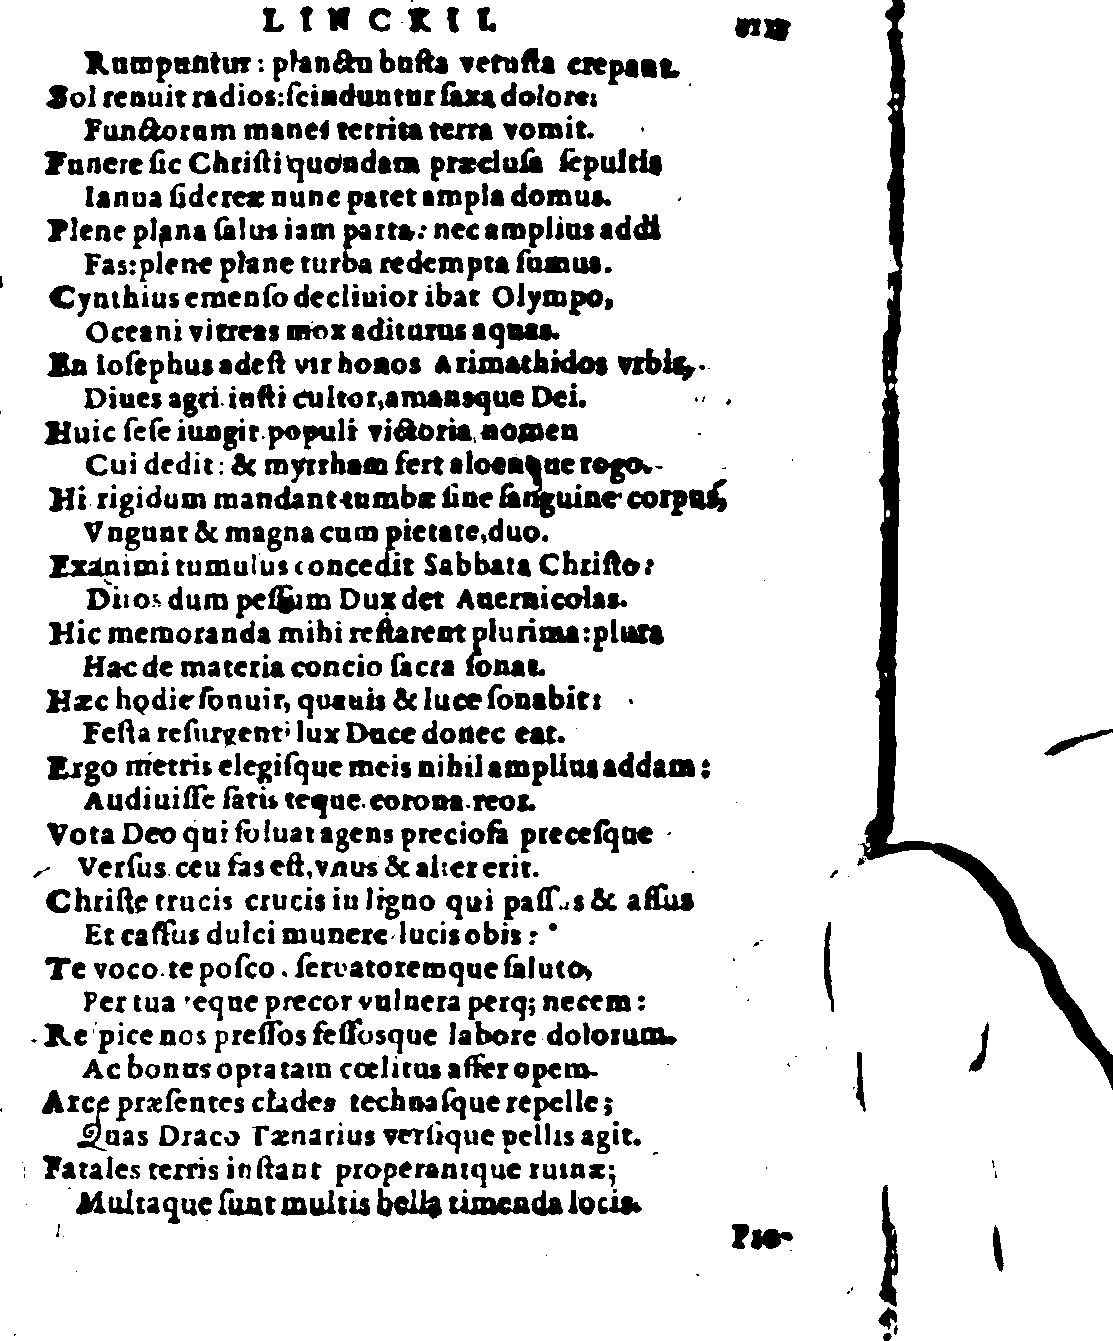 LINCKII.
Rumpuntur: planctu busta vetusta crepant.
Sol renuit radios: scinduntur saxa dolore:
Functorum manes territa terra vomit.
Funere sic Christi quondam præclusa sepultis
Ianua sidereæ nunc patet ampla domus.
Plene plana salus iam parta: nec amplius addi
Fas: plene plane turba redempta sumus.
Cynthius emenso decliuior ibat Olympo,
Oceani vitreas mox aditurus aquas.
En Iosephus adest vir honos Arimathidos vrbis,
Diues agri iusti cultor, amansque Dei.
Huic sese iungit populi victoria nomen
Cui dedit: & myrrham fert aloenque rogo.
Hi rigidum mandant tumbæ sine sanguine corpus,
Vngunt & magna cum pietate, duo.
Exanimi tumulus concedit Sabbata Christo:
Diios dum pessum Dux det Auernicolas.
Hic memoranda mihi restarent plurima: plura
Hac de materia concio sacra sonat.
Hæc hodie sonuit, quauis & luce sonabit:
Festa resurgenti lux Duce donec eat.
Ergo metris elegisque meis nihil amplius addam:
Audiuisse satis teque corona reor.
Vota Deo qui soluat agens preciosa precesque
Versus ceu fas est, vnus & alter erit.
Christe trucis crucis in ligno qui passus & assus
Et cassus dulci munere lucis obis:
Te voco te posco, seruatoremque saluto,
Per tua teque precor vulnera perq; necem:
Respice nos pressos fessosque labore dolorum.
Ac bonus optatam cœlitus affer opem.
Arce præsentes clades technasque repelle;
Quas Draco Tænarius versique pellis agit.
Fatales terris instant properantque ruinæ;
Multaque sunt multis bella timenda locis.
Pro-